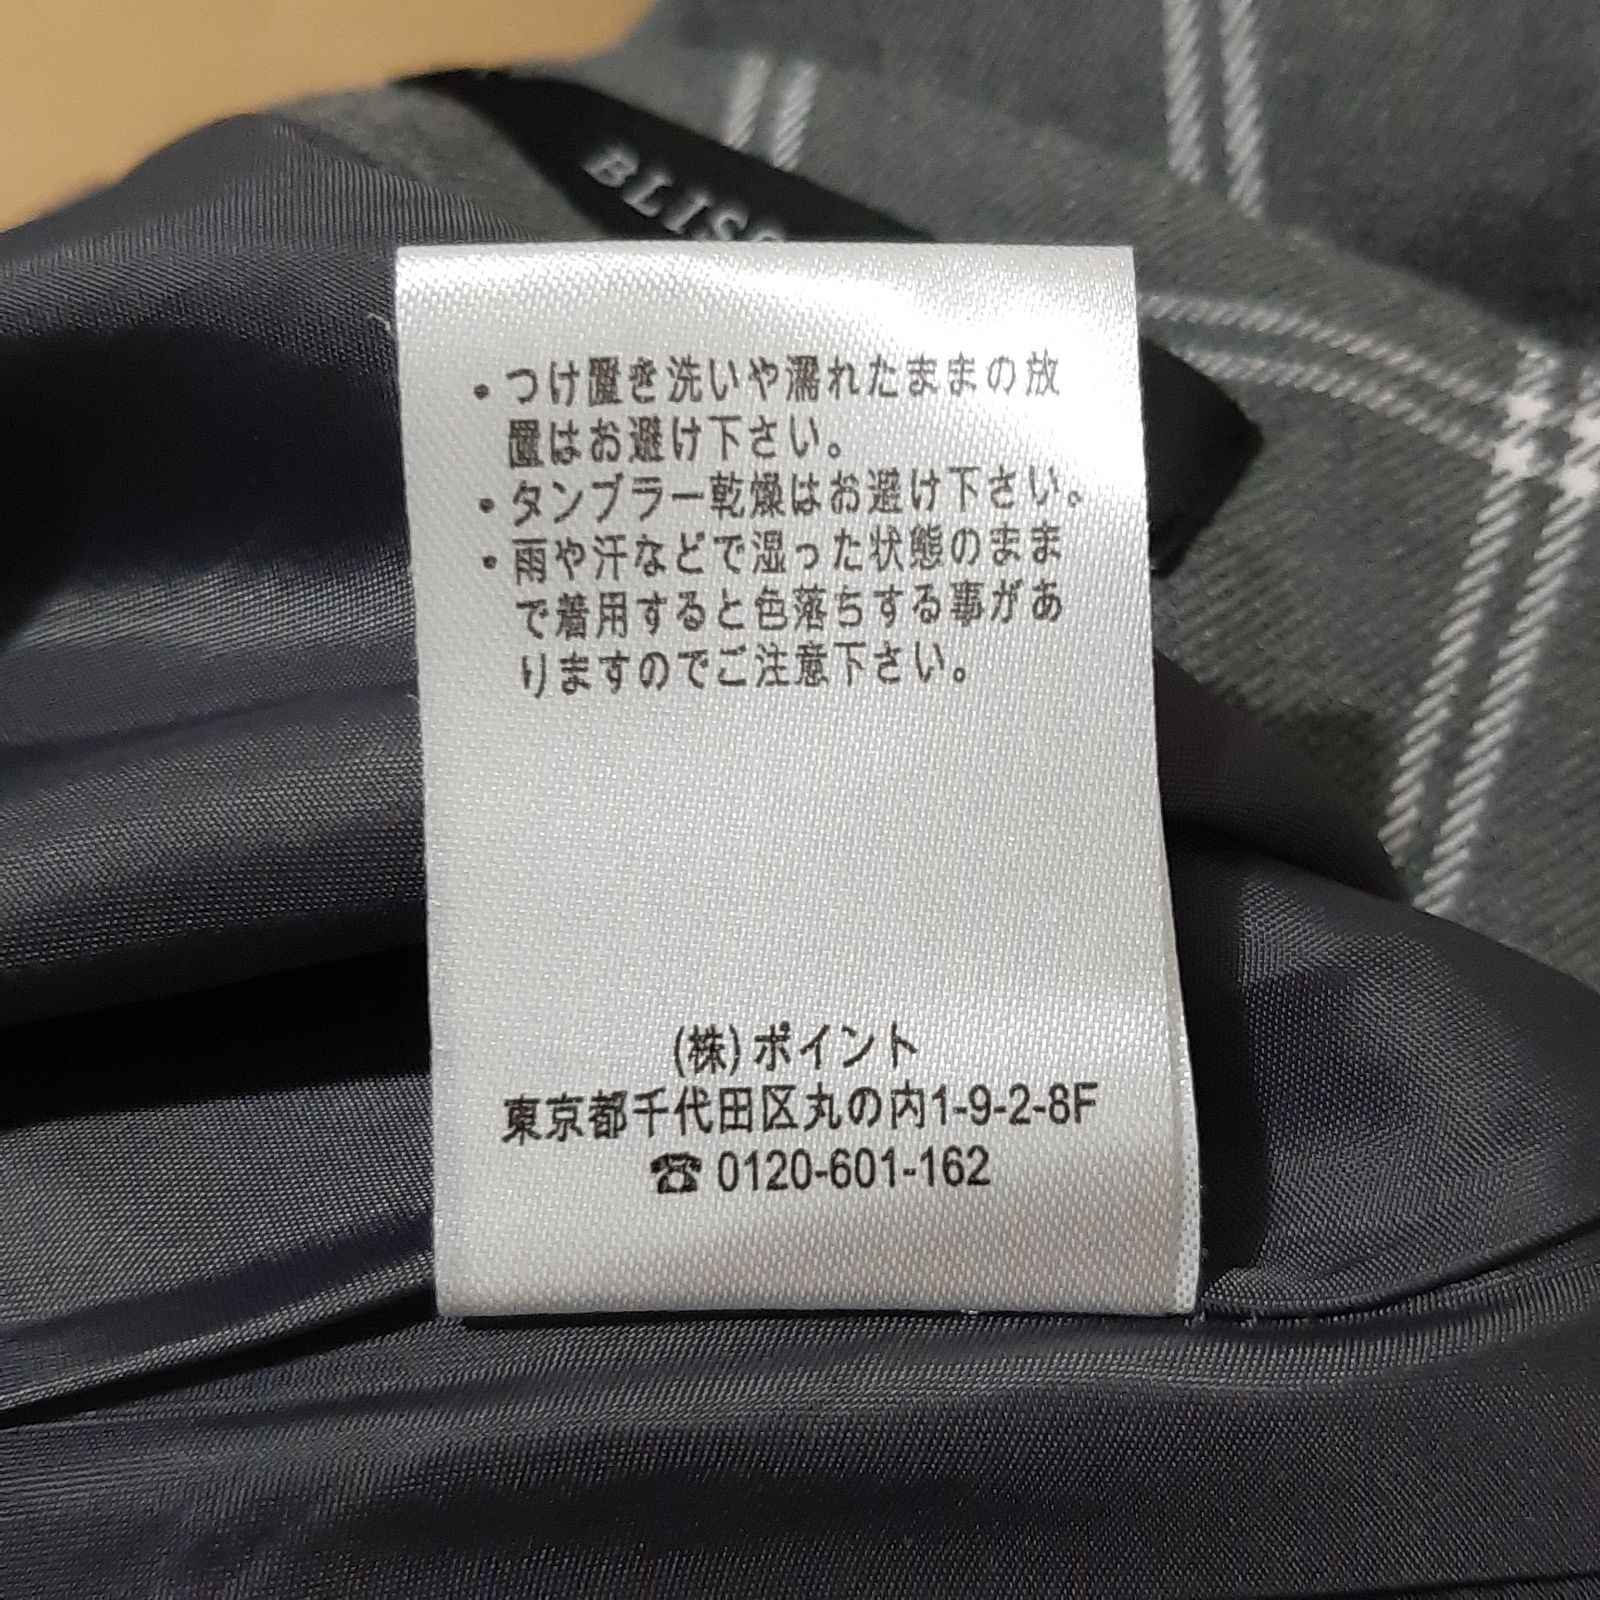 BLISS
・つけ置き洗いや濡れたままの放
置はお避け下さい。
・タンブラー乾燥はお避け下さい。
・雨や汗などで湿った状態のまま
で着用すると色落ちする事があ
りますのでご注意下さい。
(株)ポイント
東京都千代田区丸の内1-9-2-8F
☎ 0120-601-162